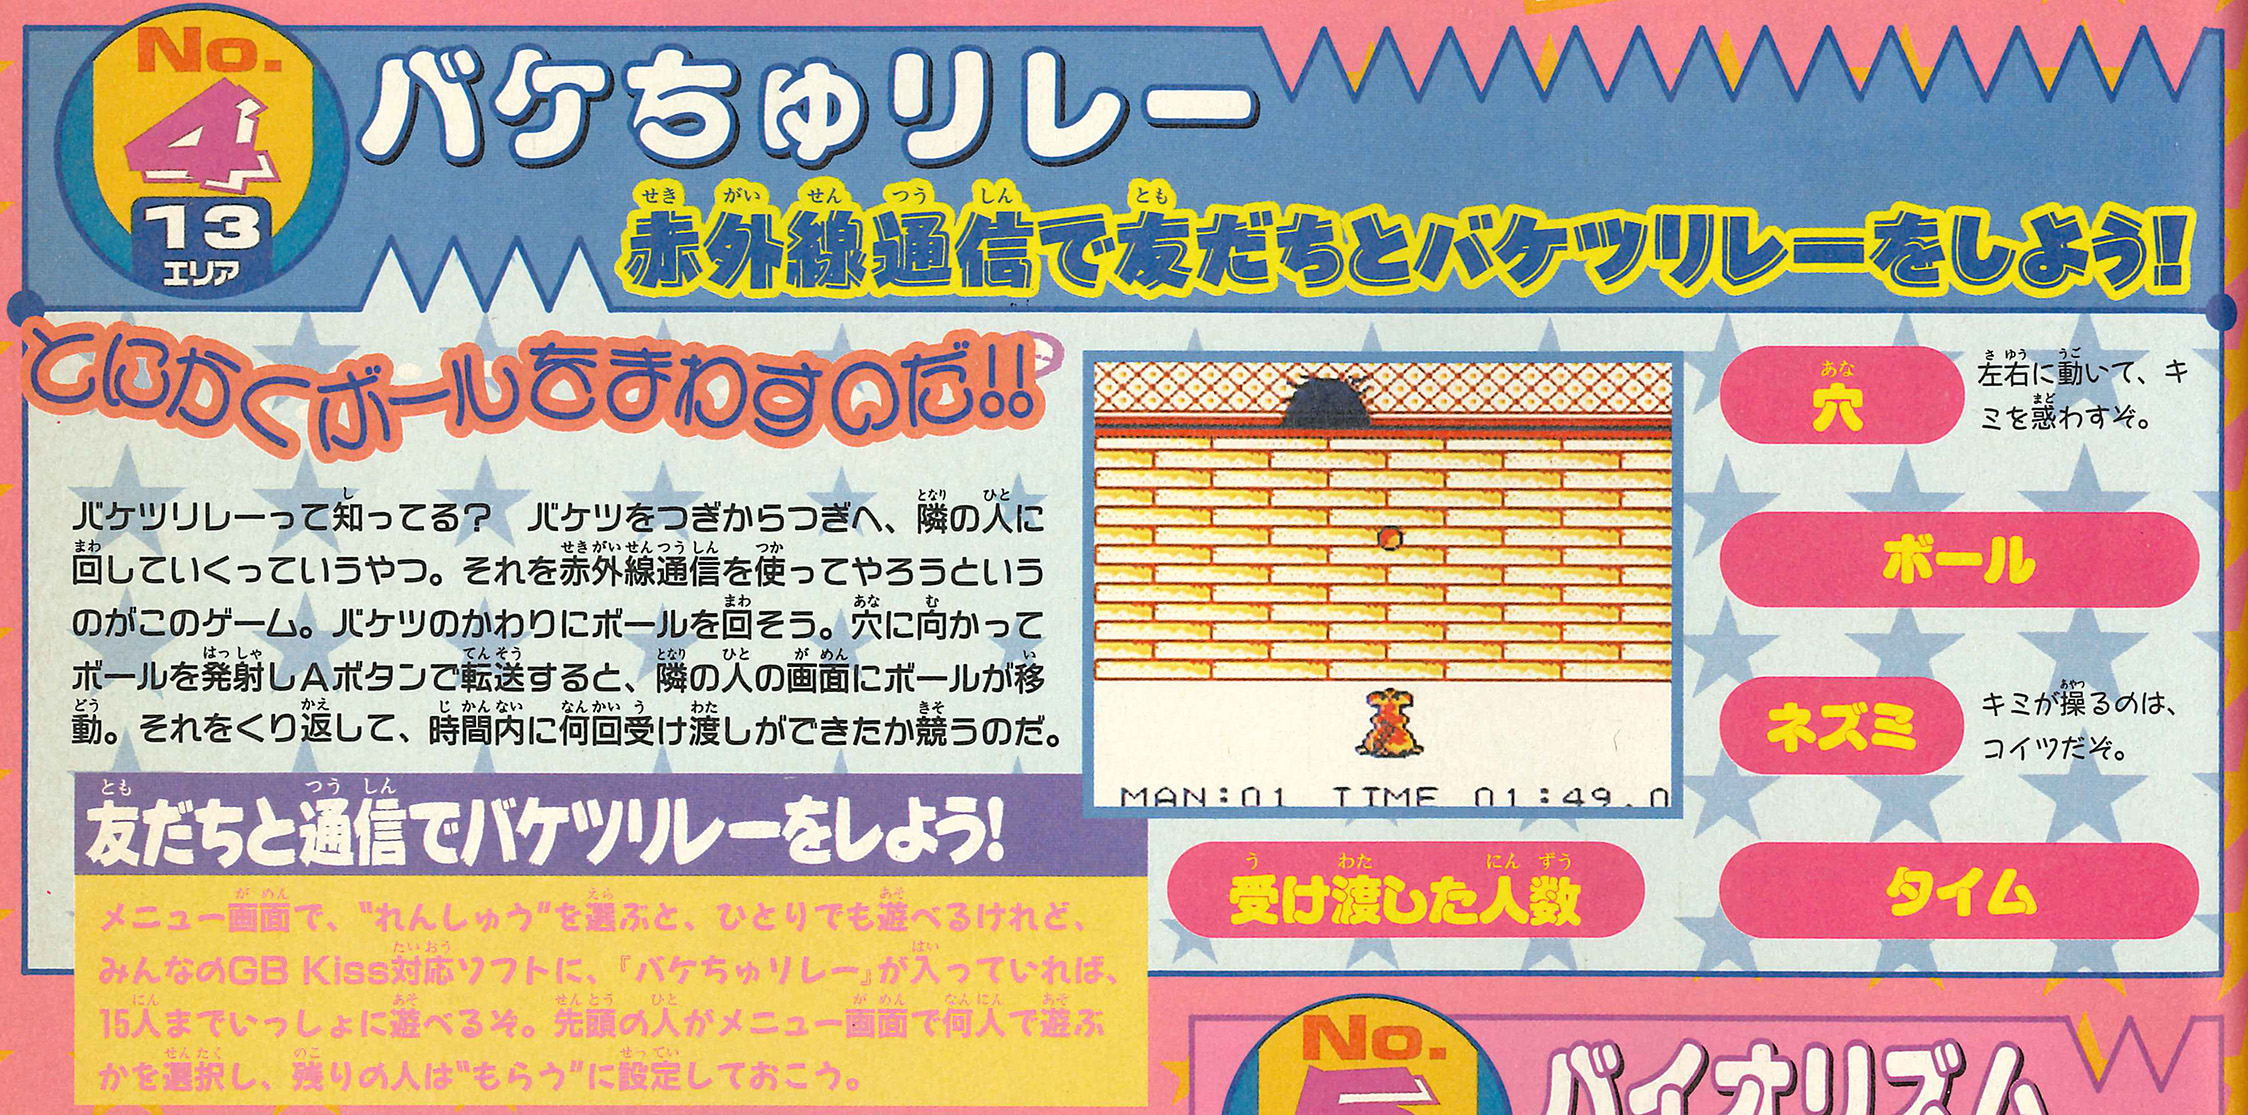 No.
4
13
エリア
バケちゅリレー
赤外線通信で友だちとバケツリレーをしよう!
とにかくボールをまわすのだ!!
バケツリレーって知ってる? バケツをつぎからつぎへ、隣の人に
回していくっていうやつ。それを赤外線通信を使ってやろうという
のがこのゲーム。バケツのかわりにボールを回そう。穴に向かって
ボールを発射しAボタンで転送すると、隣の人の画面にボールが移
動。それをくり返して、時間内に何回受け渡しができたか競うのだ。
友だちと通信でバケツリレーをしよう!
メニュー画面で、"れんしゅう"を選ぶと、ひとりでも遊べるけれど、
みんなのGB Kiss対応ソフトに、『バケちゅリレー』が入っていれば、
15人までいっしょに遊べるぞ。先頭の人がメニュー画面で何人で遊ぶ
かを選択し、残りの人は"もらう"に設定しておこう。
MAN:01 TIME 01:49.0
穴
左右に動いて、キ
ミを惑わすぞ。
ボール
ネズミ
キミが操るのは、
コイツだぞ。
受け渡した人数
タイム
No.
5
バイオリズム